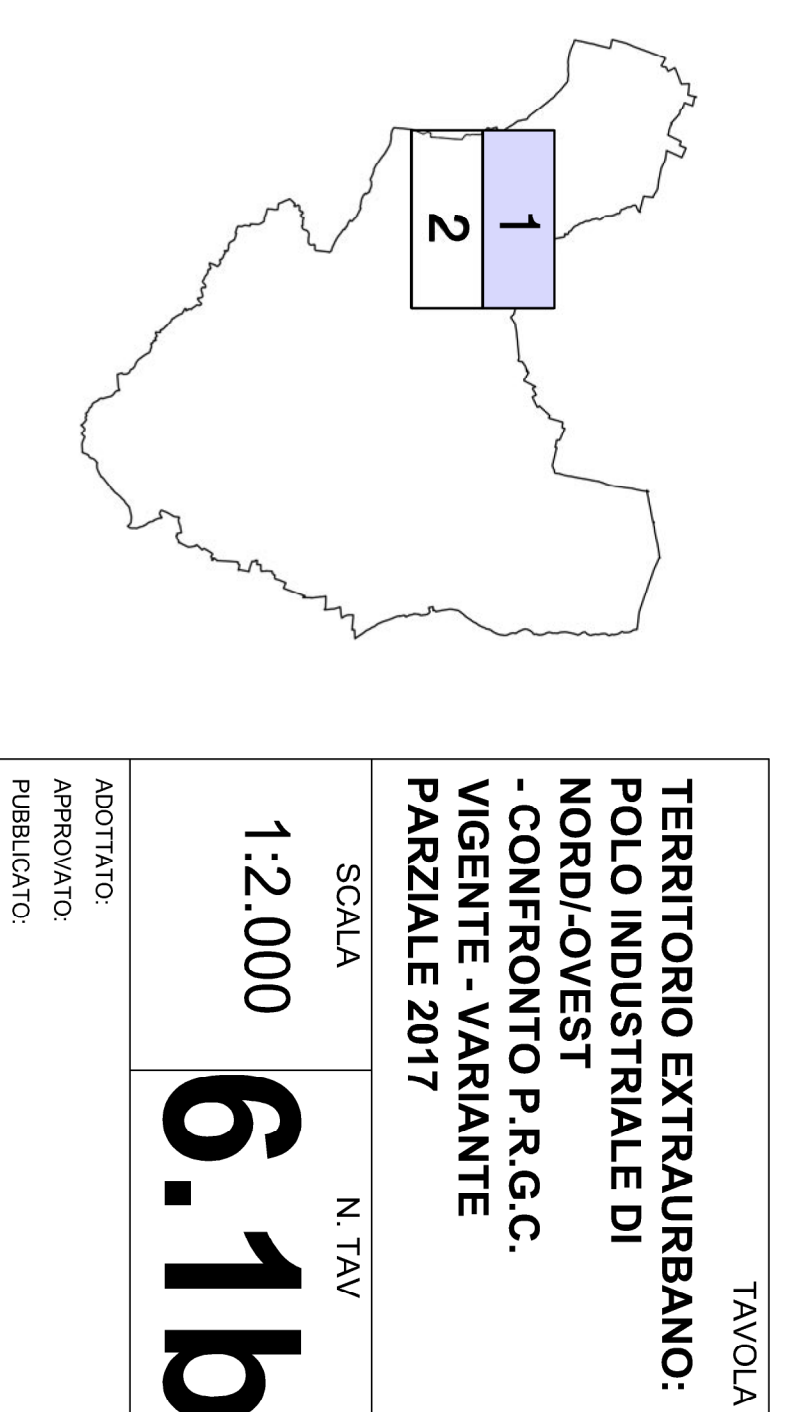 1
2
TAVOLA
TERRITORIO EXTRAURBANO:
POLO INDUSTRIALE DI
NORD/-OVEST
- CONFRONTO P.R.G.C.
VIGENTE - VARIANTE
PARZIALE 2017
SCALA
1:2.000
N. TAV
6.1b
ADOTTATO:
APPROVATO:
PUBBLICATO: